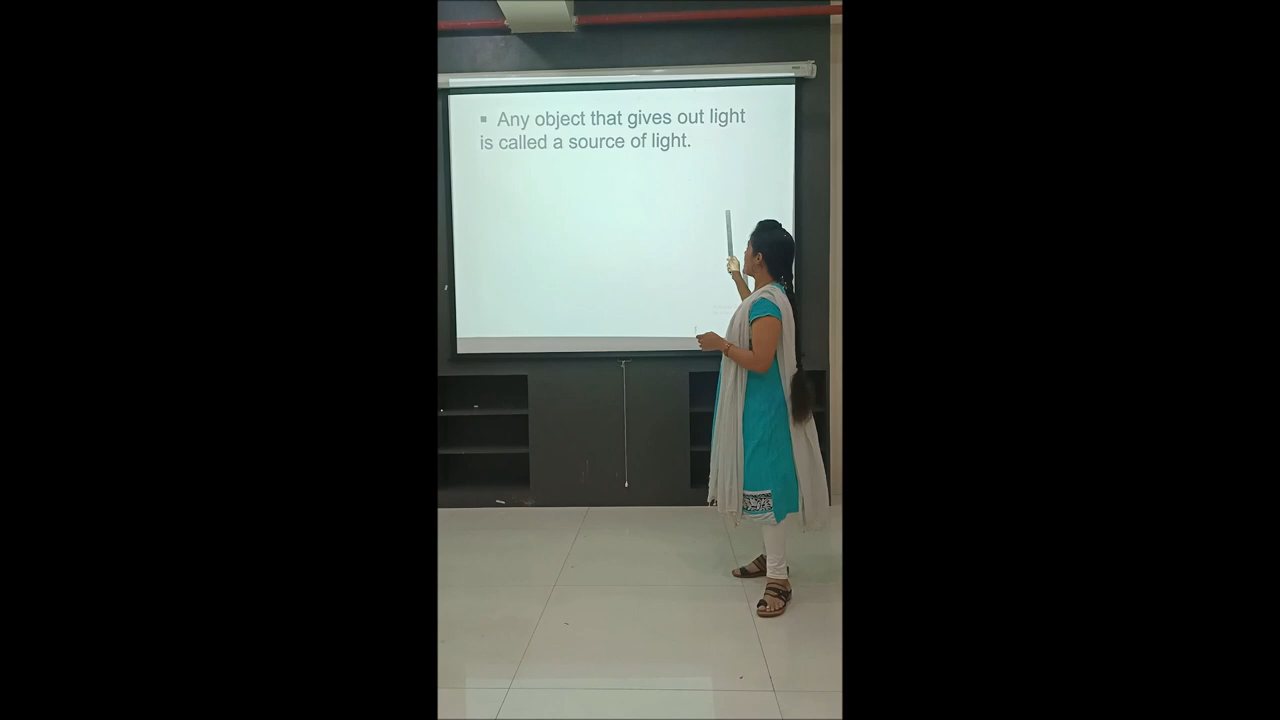 ▪ Any object that gives out light
is called a source of light.